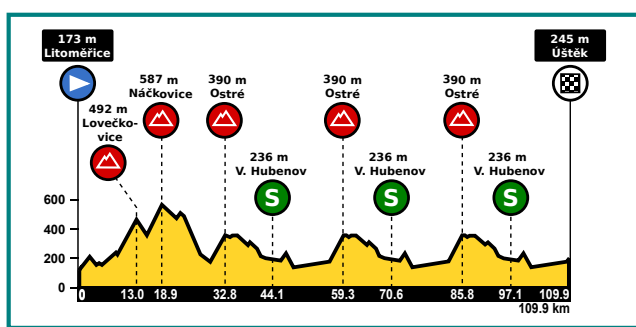 173 m
Litoměřice
245 m
Úštěk
587 m
Náčkovice
390 m
Ostré
390 m
Ostré
390 m
Ostré
492 m
Lovečko-
vice
236 m
V. Hubenov
236 m
V. Hubenov
236 m
V. Hubenov
S
S
S
600
400
200
0
0 13.0 18.9 32.8 44.1 59.3 70.6 85.8 97.1 109.9
109.9 km